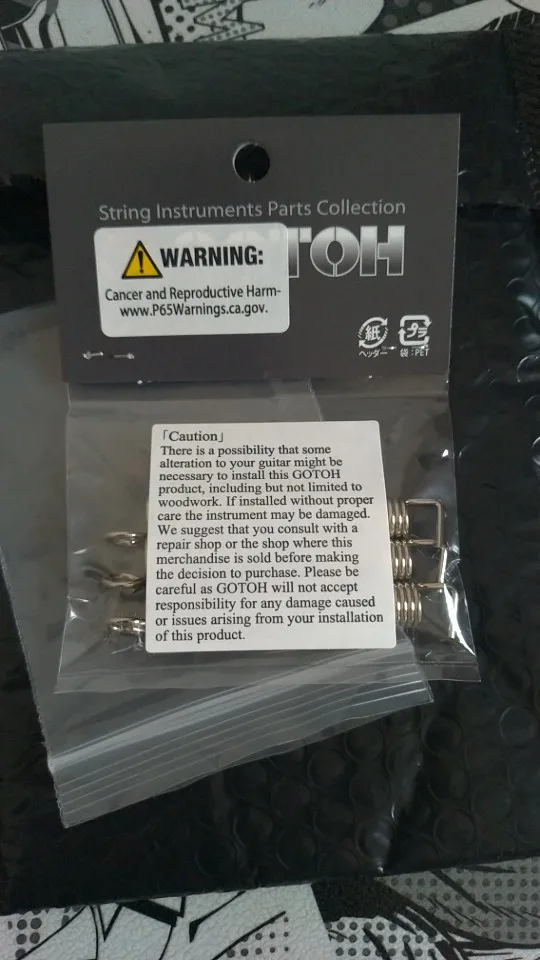 String Instruments Parts Collection
TOH
WARNING:
Cancer and Reproductive Harm-
www.P65Warnings.ca.gov.
紙
プラ
ヘッダー
袋:PET
「Caution」
There is a possibility that some
alteration to your guitar might be
necessary to install this GOTOH
product, including but not limited to
woodwork. If installed without proper
care the instrument may be damaged.
We suggest that you consult with a
repair shop or the shop where this
merchandise is sold before making
the decision to purchase. Please be
careful as GOTOH will not accept
responsibility for any damage caused
or issues arising from your installation
of this product.